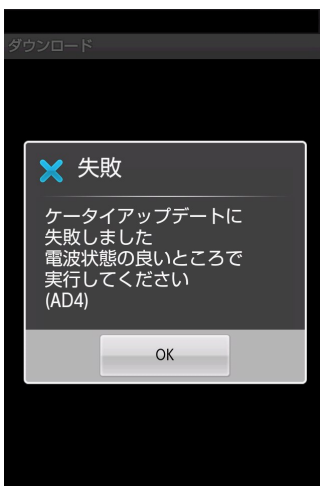 ダウンロード
失敗
ケータイアップデートに
失敗しました
電波状態の良いところで
実行してください
(AD4)
OK